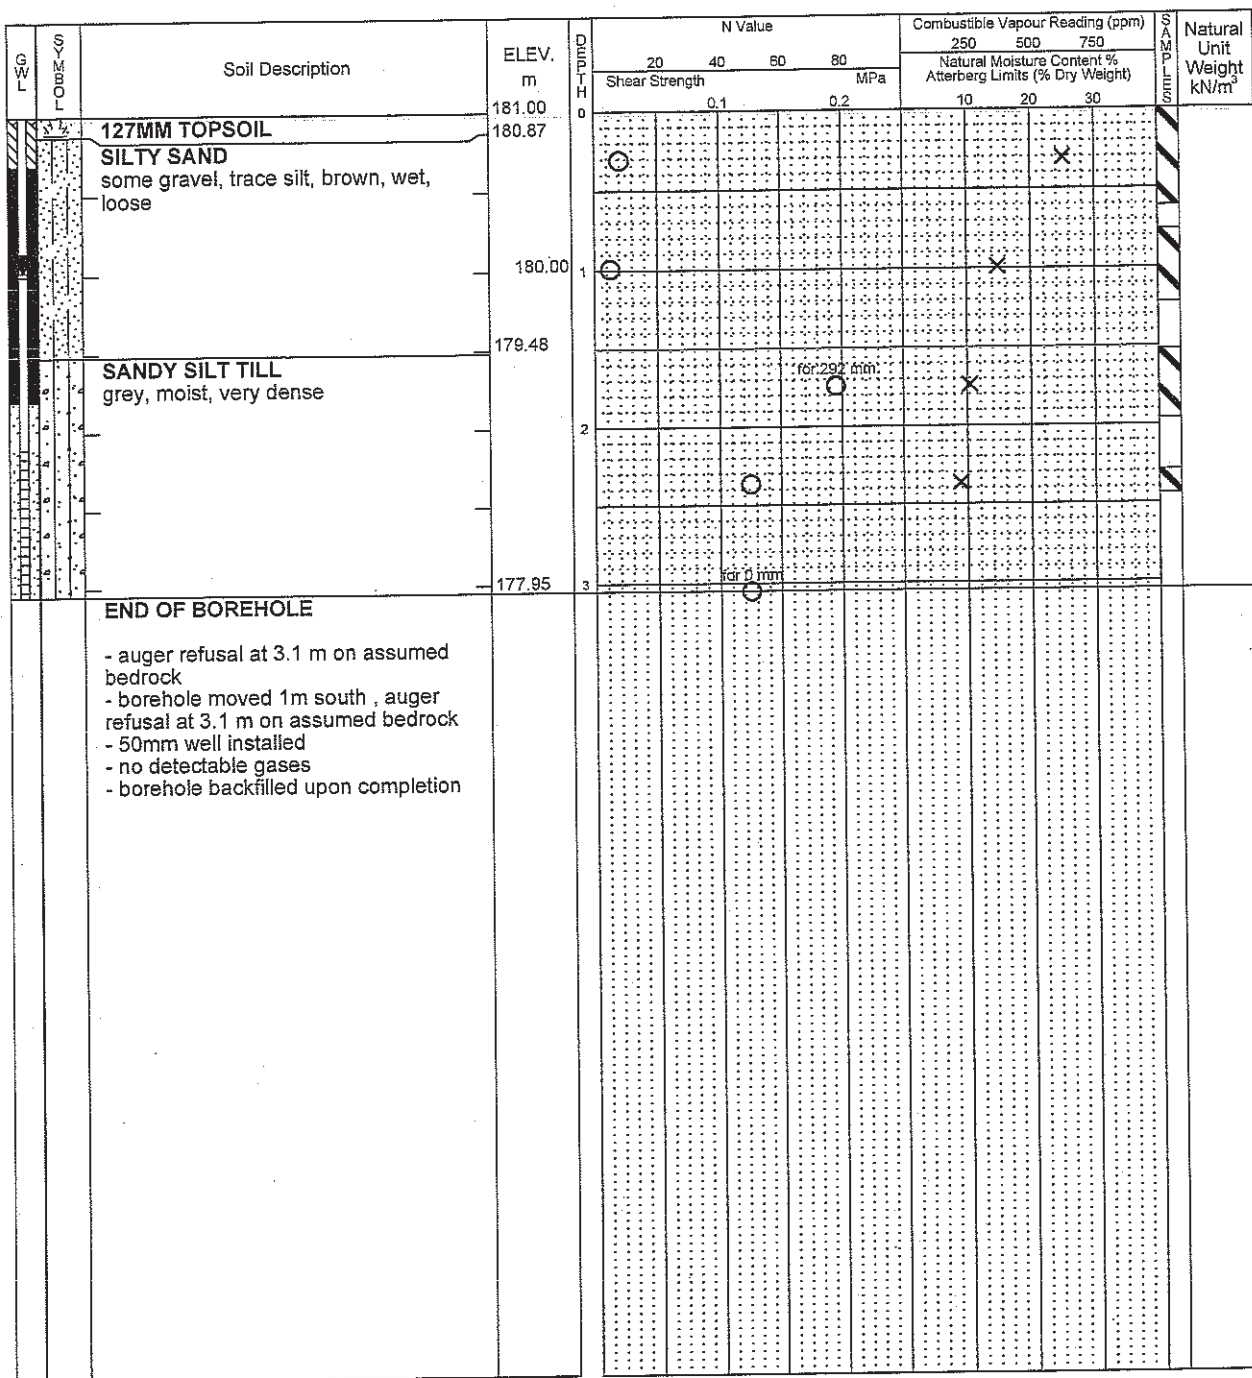 GWL
SYMBOL
Soil Description
ELEV.
m
DEPTH
N Value
20 40 60 80
Shear Strength MPa
0.1 0.2
Combustible Vapour Reading (ppm)
250 500 750
Natural Moisture Content %
Atterberg Limits (% Dry Weight)
10 20 30
SAMPLES
Natural
Unit
Weight
kN/m³
181.00 0
127MM TOPSOIL 180.87
SILTY SAND
some gravel, trace silt, brown, wet,
loose
180.00 1
179.48
SANDY SILT TILL
grey, moist, very dense
for 292 mm
2
for 0 mm
177.95 3
END OF BOREHOLE
- auger refusal at 3.1 m on assumed
bedrock
- borehole moved 1m south , auger
refusal at 3.1 m on assumed bedrock
- 50mm well installed
- no detectable gases
- borehole backfilled upon completion